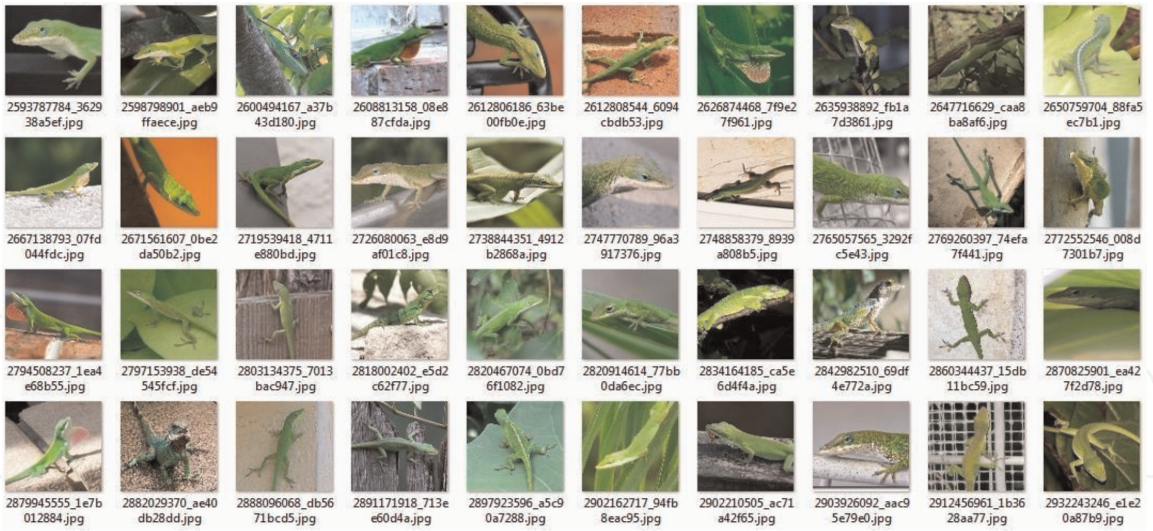 2593787784_3629 2598798901_aeb9 2600494167_a37b 2608813158_08e8 2612806186_63be 2612808544_6094 2626874468_7f9e2 2635938892_fb1a 2647716629_caa8 2650759704_88fa5
38a5ef.jpg ffaece.jpg 43d180.jpg 87cfda.jpg 00fb0e.jpg cbdb53.jpg 7f961.jpg 7d3861.jpg ba8af6.jpg ec7b1.jpg
2667138793_07fd 2671561607_0be2 2719539418_4711 2726080063_e8d9 2738844351_4912 2747770789_96a3 2748858379_8939 2765057565_3292f 2769260397_74efa 2772552546_008d
044fdc.jpg da50b2.jpg e880bd.jpg af01c8.jpg b2868a.jpg 917376.jpg a808b5.jpg c5e43.jpg 7f441.jpg 7301b7.jpg
2794508237_1ea4 2797153938_de54 2803134375_7013 2818002402_e5d2 2820467074_0bd7 2820914614_77bb 2834164185_ca5e 2842982510_69df 2860344437_15db 2870825901_ea42
e68b55.jpg 545fcf.jpg bac947.jpg c62f77.jpg 6f1082.jpg 0da6ec.jpg 6d4f4a.jpg 4e772a.jpg 11bc59.jpg 7f2d78.jpg
2879945555_1e7b 2882029370_ae40 2888096068_db56 2891171918_713e 2897923596_a5c9 2902162717_94fb 2902210505_ac71 2903926092_aac9 2912456961_1b36 2932243246_e1e2
012884.jpg db28dd.jpg 71bcd5.jpg e60d4a.jpg 0a7288.jpg 8eac95.jpg a42f65.jpg 5e79e0.jpg 28aa77.jpg 0a87b9.jpg